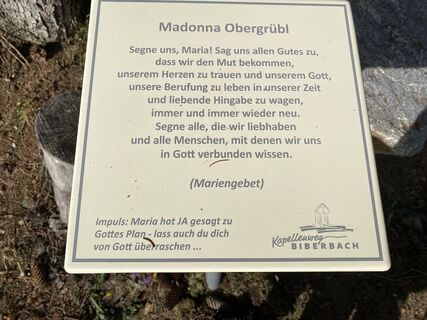 Madonna Obergrübl
Segne uns, Maria! Sag uns allen Gutes zu,
dass wir den Mut bekommen,
unserem Herzen zu trauen und unserem Gott,
unsere Berufung zu leben in unserer Zeit
und liebende Hingabe zu wagen,
immer und immer wieder neu.
Segne alle, die wir liebhaben
und alle Menschen, mit denen wir uns
in Gott verbunden wissen.
(Mariengebet)
Impuls: Maria hat JA gesagt zu
Gottes Plan - lass auch du dich
von Gott überraschen ...
Kapellenweg
BIBERBACH